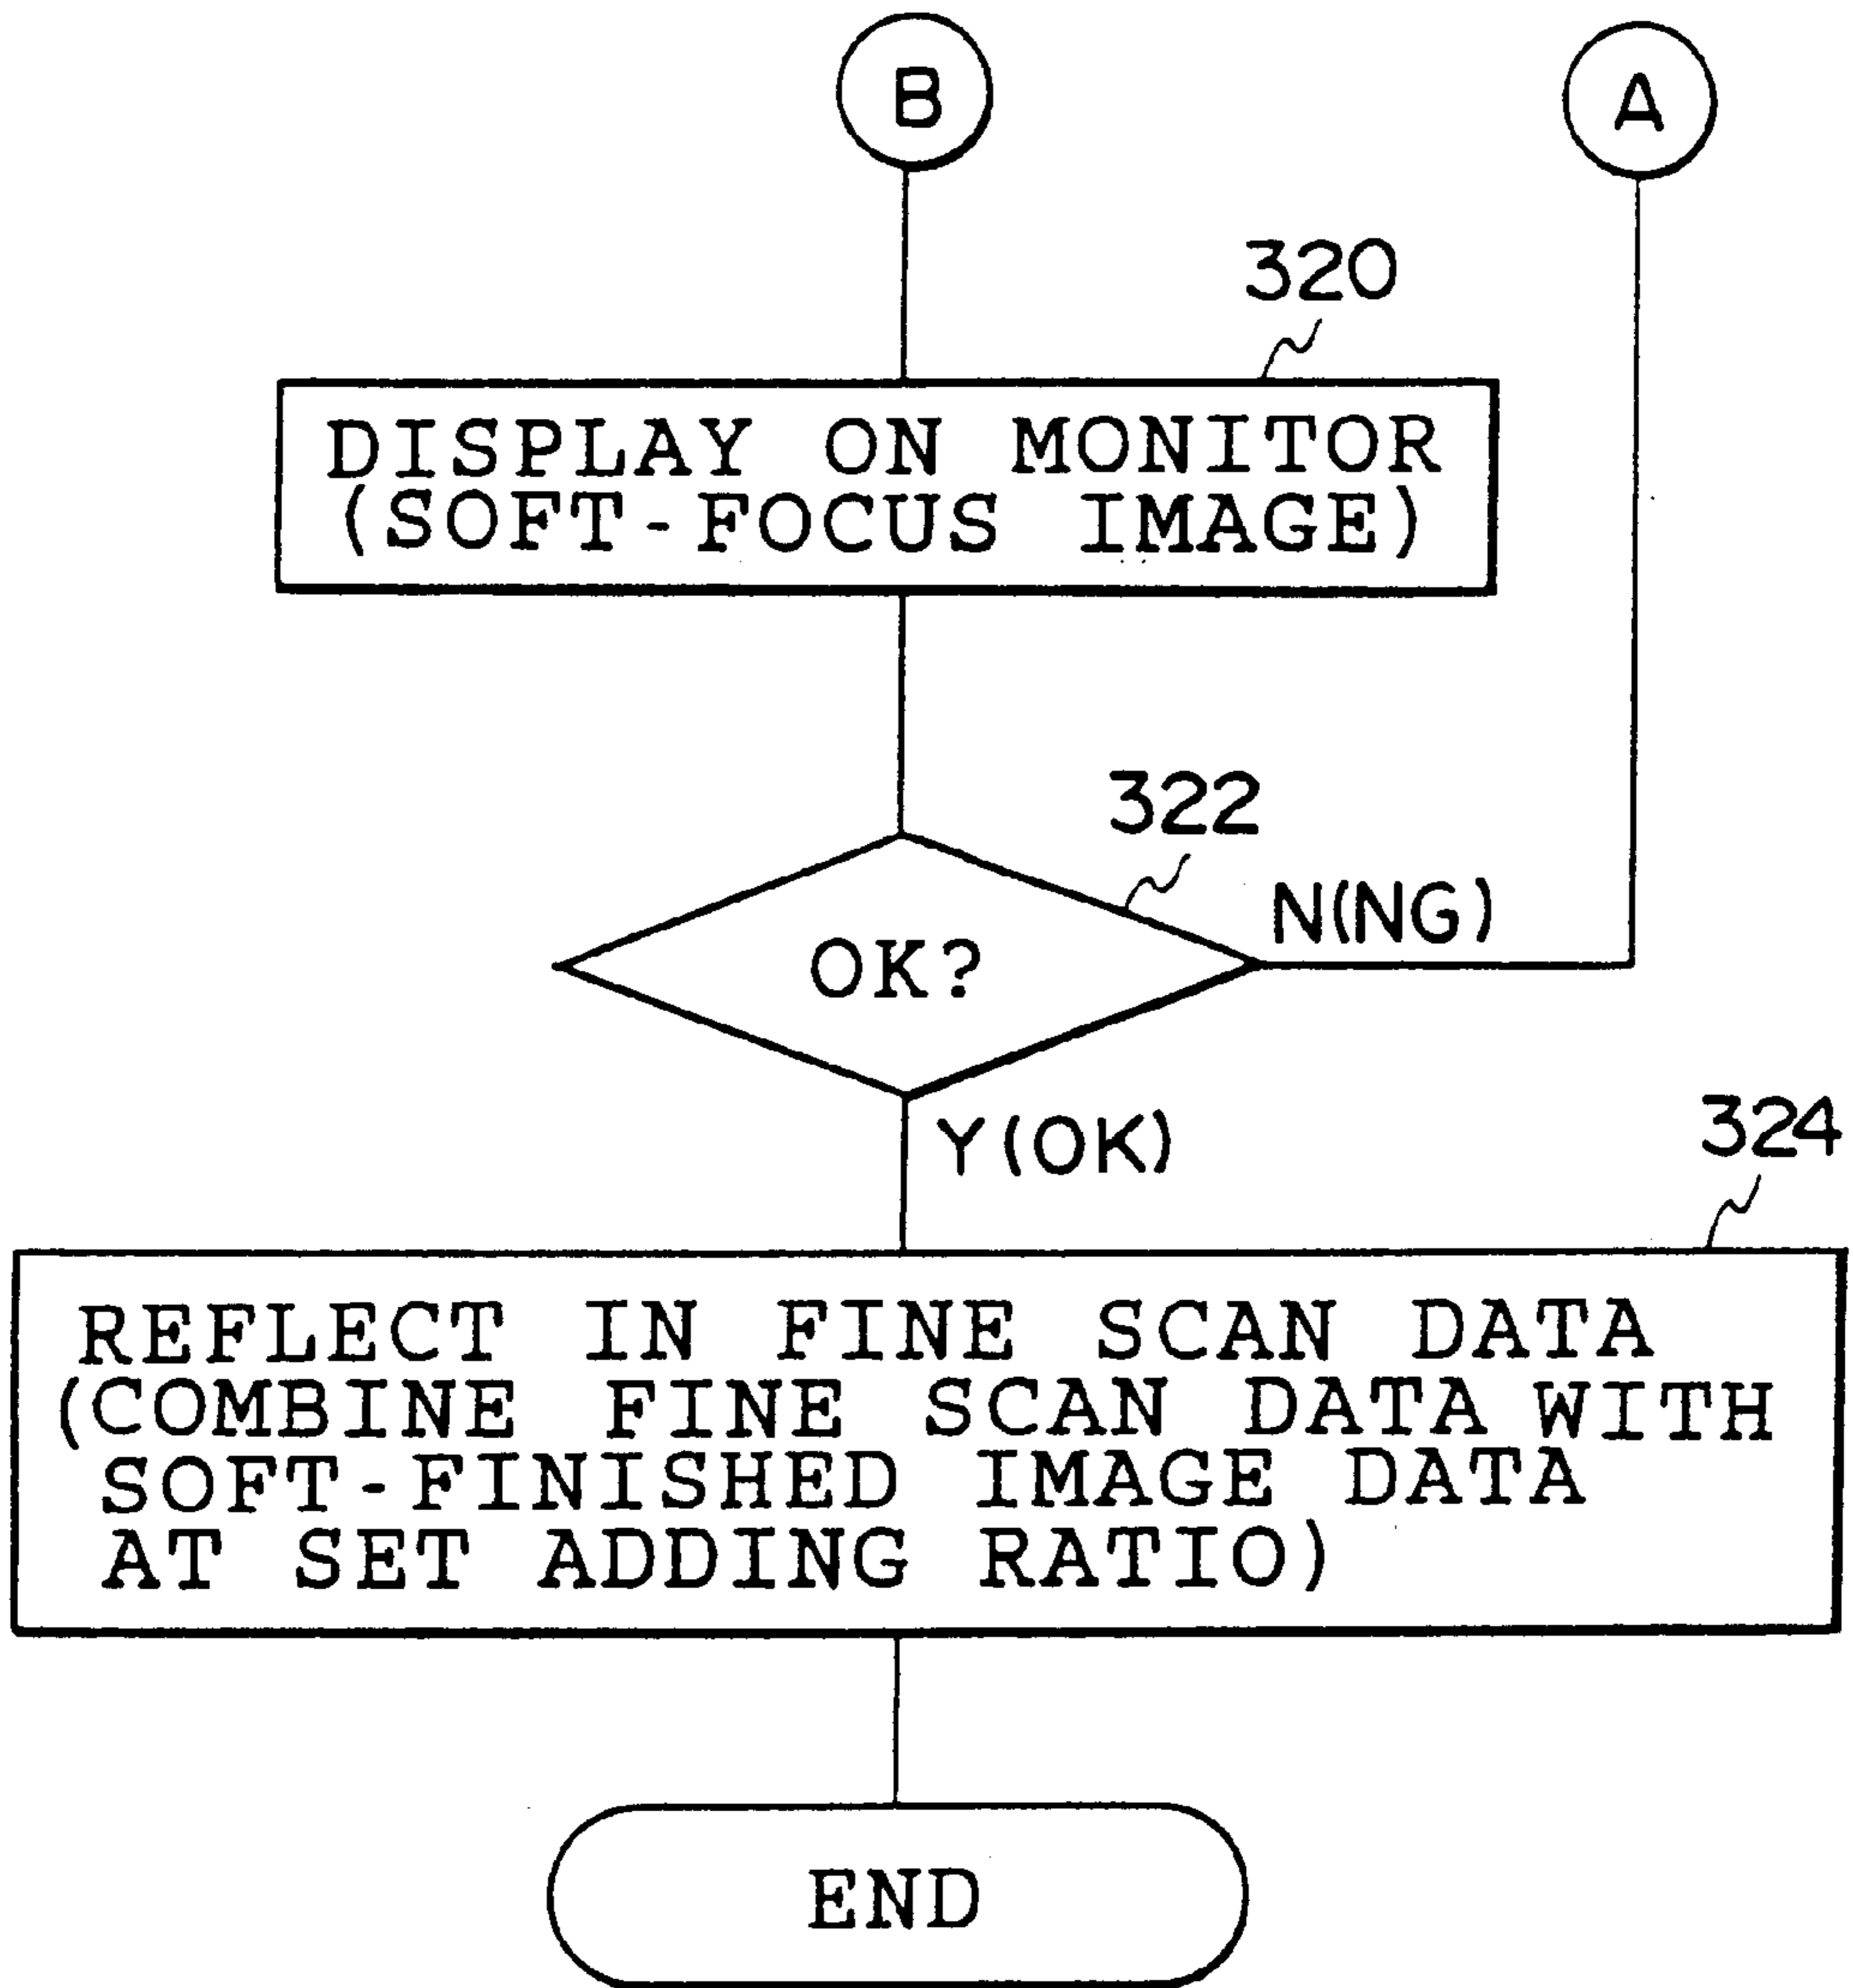 B
A
320
DISPLAY ON MONITOR
(SOFT-FOCUS IMAGE)
322
N(NG)
OK?
Y(OK)
324
REFLECT IN FINE SCAN DATA
(COMBINE FINE SCAN DATA WITH
SOFT-FINISHED IMAGE DATA
AT SET ADDING RATIO)
END